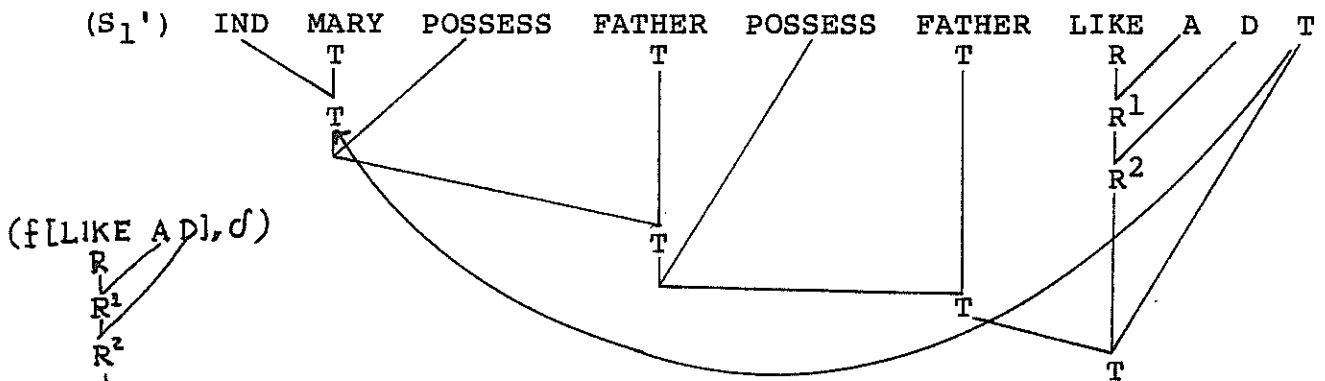 (S₁') IND MARY POSSESS FATHER POSSESS FATHER LIKE A D T
T T T R
T R¹
R²
(f[LIKE A D], δ) T
R
R¹ T
R² T